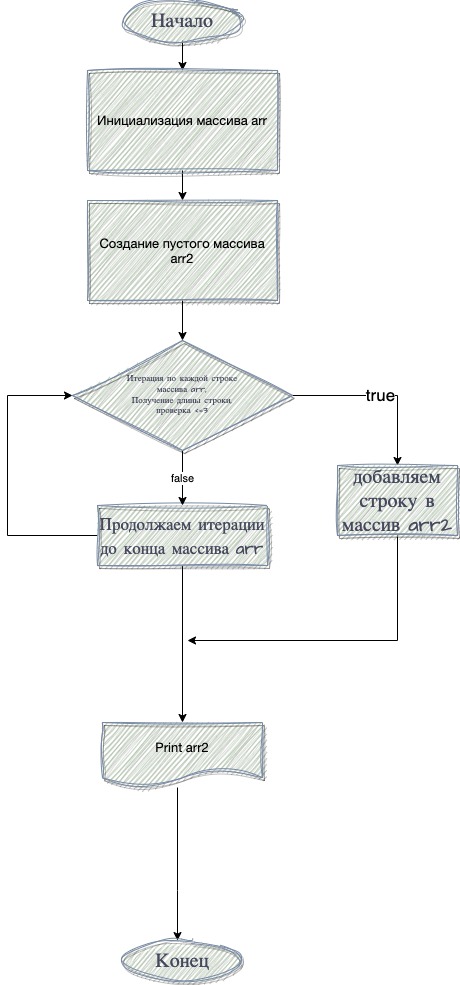 Начало
Инициализация массива arr
Создание пустого массива
arr2
Итерация по каждой строке
массива arr.
Получение длины строки,
проверка <=3
true
false
добавляем
строку в
массив arr2
Продолжаем итерации
до конца массива arr
Print arr2
Конец